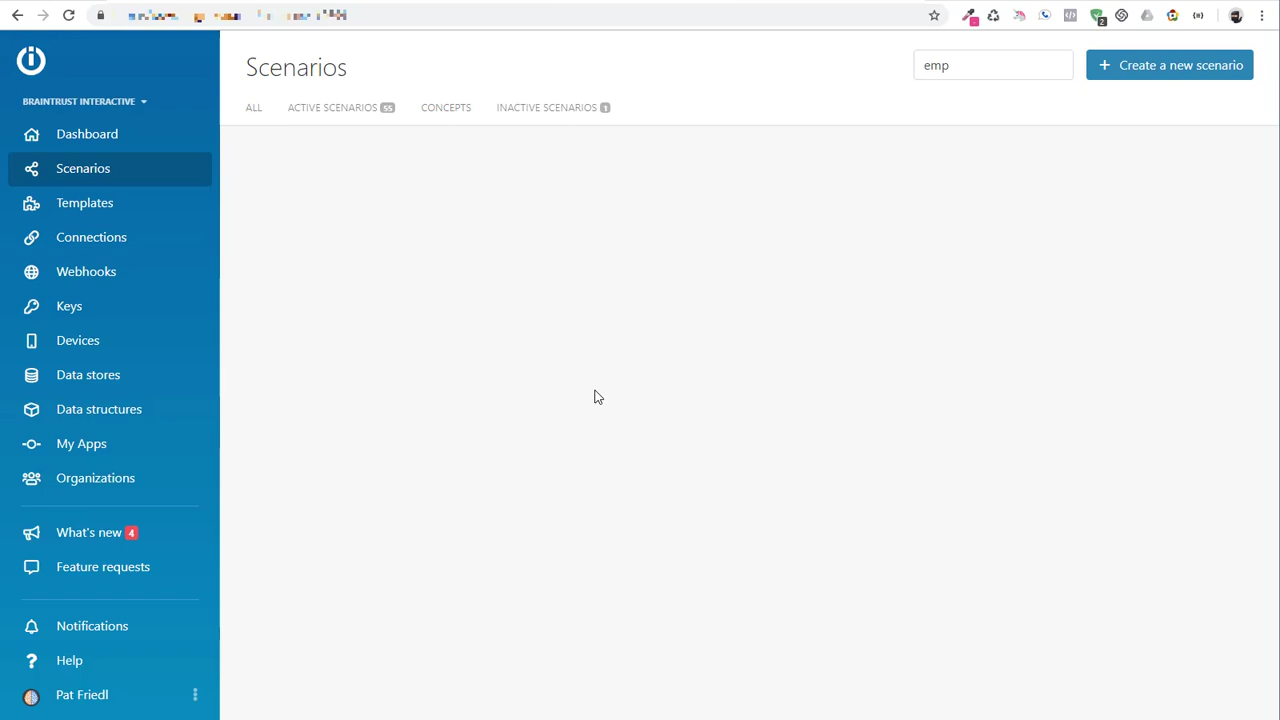 Scenarios
emp
+ Create a new scenario
ALL
ACTIVE SCENARIOS 55
CONCEPTS
INACTIVE SCENARIOS 1
BRAINTRUST INTERACTIVE
Dashboard
Scenarios
Templates
Connections
Webhooks
Keys
Devices
Data stores
Data structures
My Apps
Organizations
What's new 4
Feature requests
Notifications
Help
Pat Friedl
2